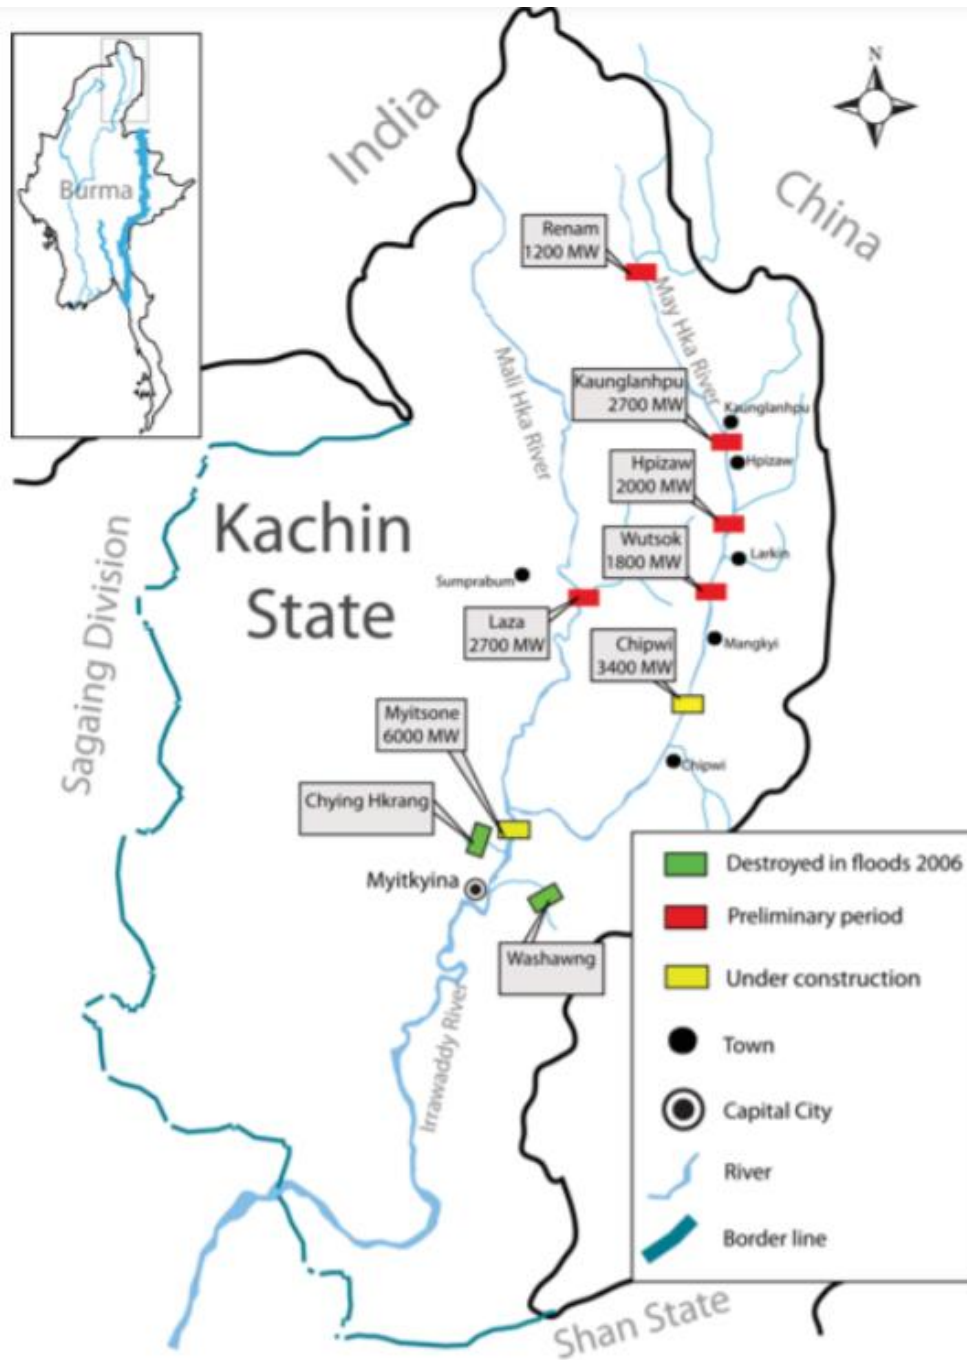 Burma
India
N
China
Renam
1200 MW
May Hka River
Mali Hka River
Kaunglanhpu
2700 MW
Kaunglanhpu
Hpizaw
2000 MW
Hpizaw
Kachin
State
Sagaing Division
Wutsok
1800 MW
Larkin
Sumprabum
Laza
2700 MW
Chipwi
3400 MW
Mangkyi
Myitsone
6000 MW
Chipwi
Chying Hkrang
Myitkyina
Washawng
Irrawaddy River
Destroyed in floods 2006
Preliminary period
Under construction
Town
Capital City
River
Border line
Shan State